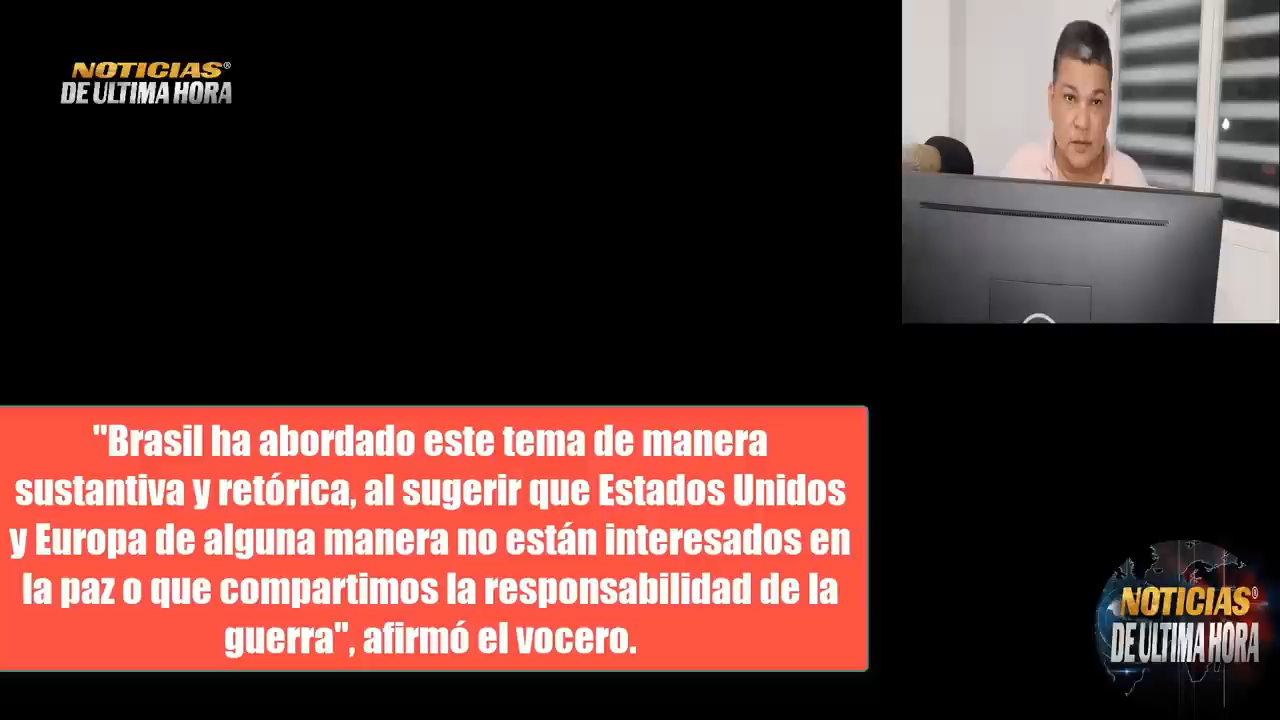 NOTICIAS®
DE ULTIMA HORA
"Brasil ha abordado este tema de manera
sustantiva y retórica, al sugerir que Estados Unidos
y Europa de alguna manera no están interesados en
la paz o que compartimos la responsabilidad de la
guerra", afirmó el vocero.
NOTICIAS®
DE ULTIMA HORA